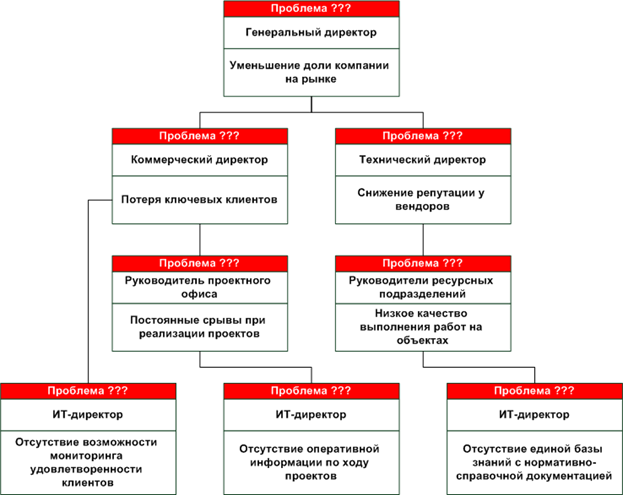 Проблема ???
Генеральный директор
Уменьшение доли компании
на рынке
Проблема ???
Коммерческий директор
Потеря ключевых клиентов
Проблема ???
Технический директор
Снижение репутации у
вендоров
Проблема ???
Руководитель проектного
офиса
Постоянные срывы при
реализации проектов
Проблема ???
Руководители ресурсных
подразделений
Низкое качество
выполнения работ на
объектах
Проблема ???
ИТ-директор
Отсутствие возможности
мониторинга
удовлетворенности
клиентов
Проблема ???
ИТ-директор
Отсутствие оперативной
информации по ходу
проектов
Проблема ???
ИТ-директор
Отсутствие единой базы
знаний с нормативно-
справочной документацией